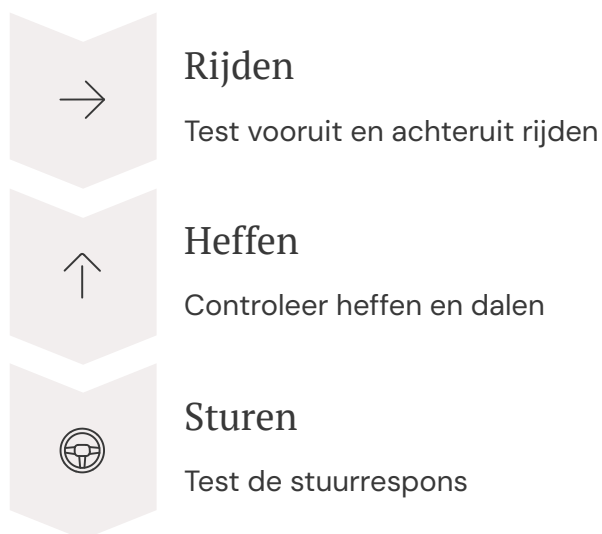 Rijden
Test vooruit en achteruit rijden
Heffen
Controleer heffen en dalen
Sturen
Test de stuurrespons